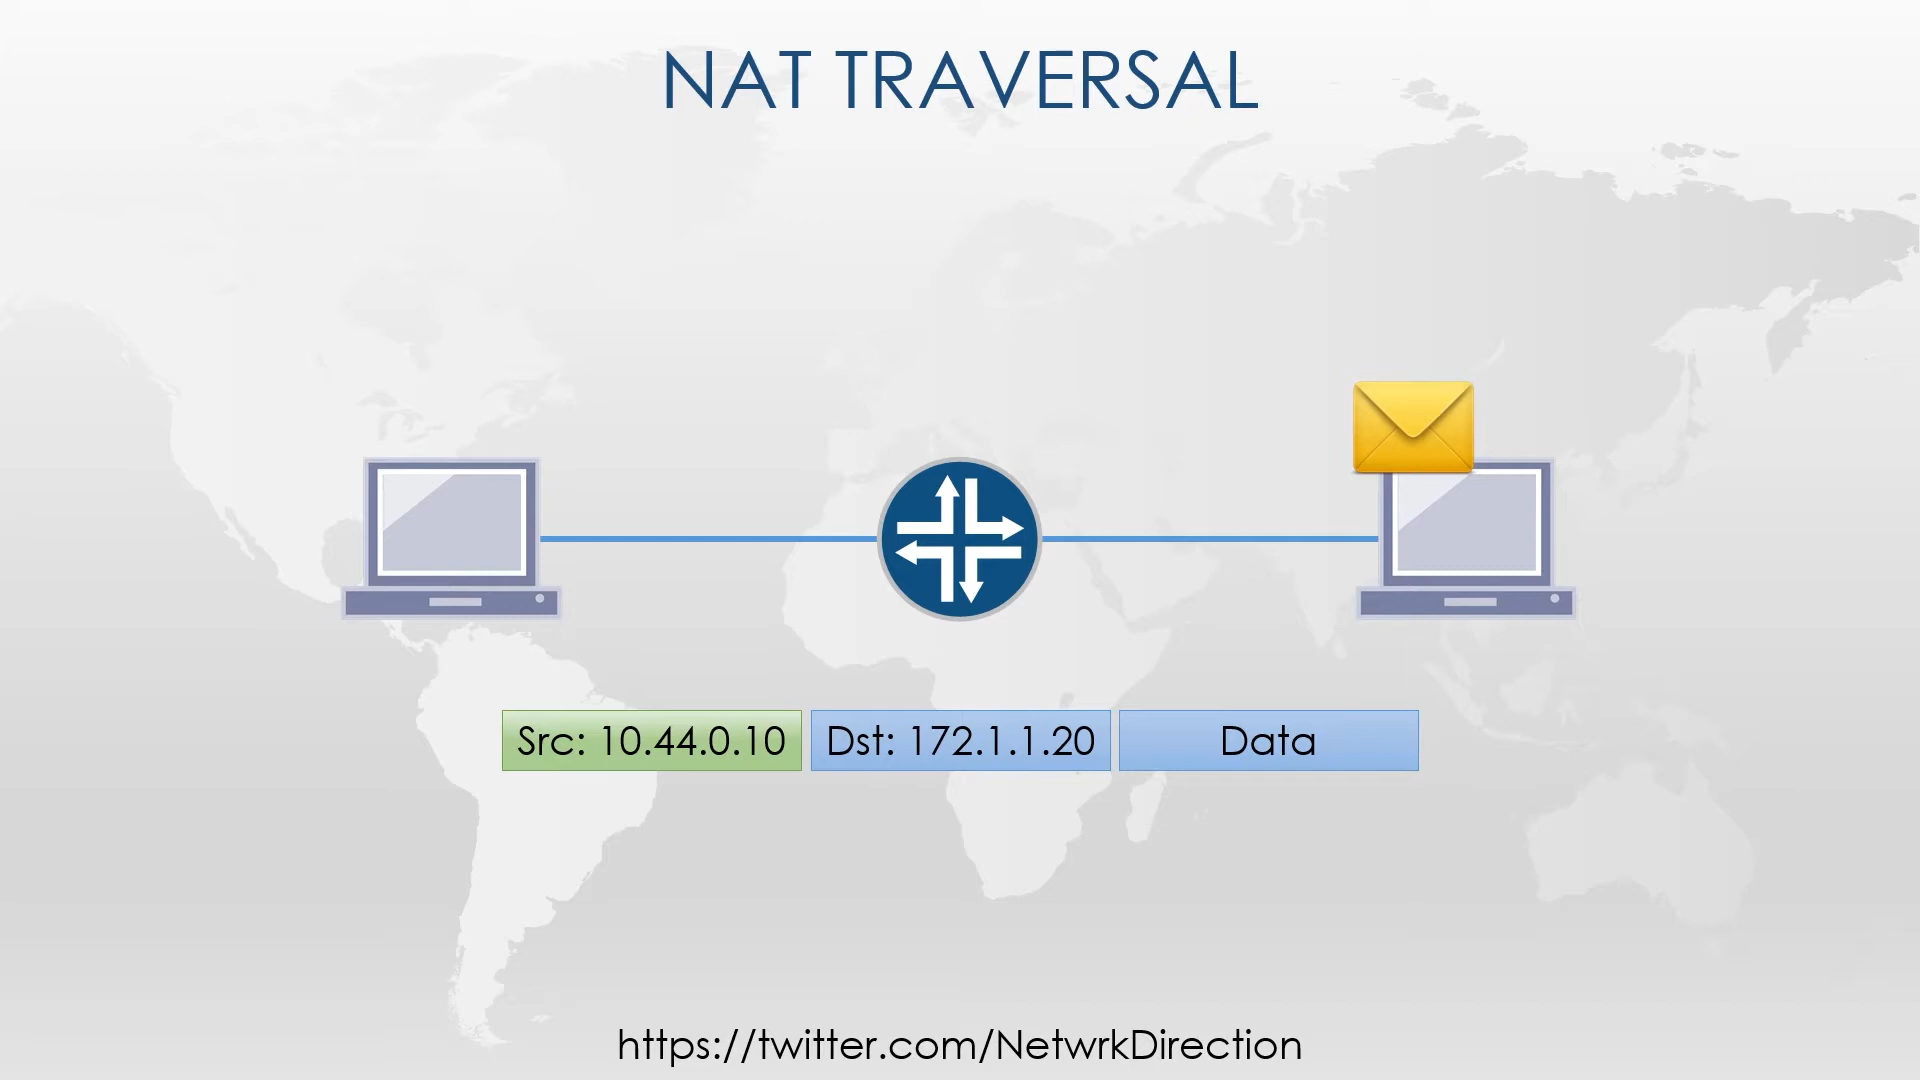 NAT TRAVERSAL
Src: 10.44.0.10 Dst: 172.1.1.20 Data
https://twitter.com/NetwrkDirection